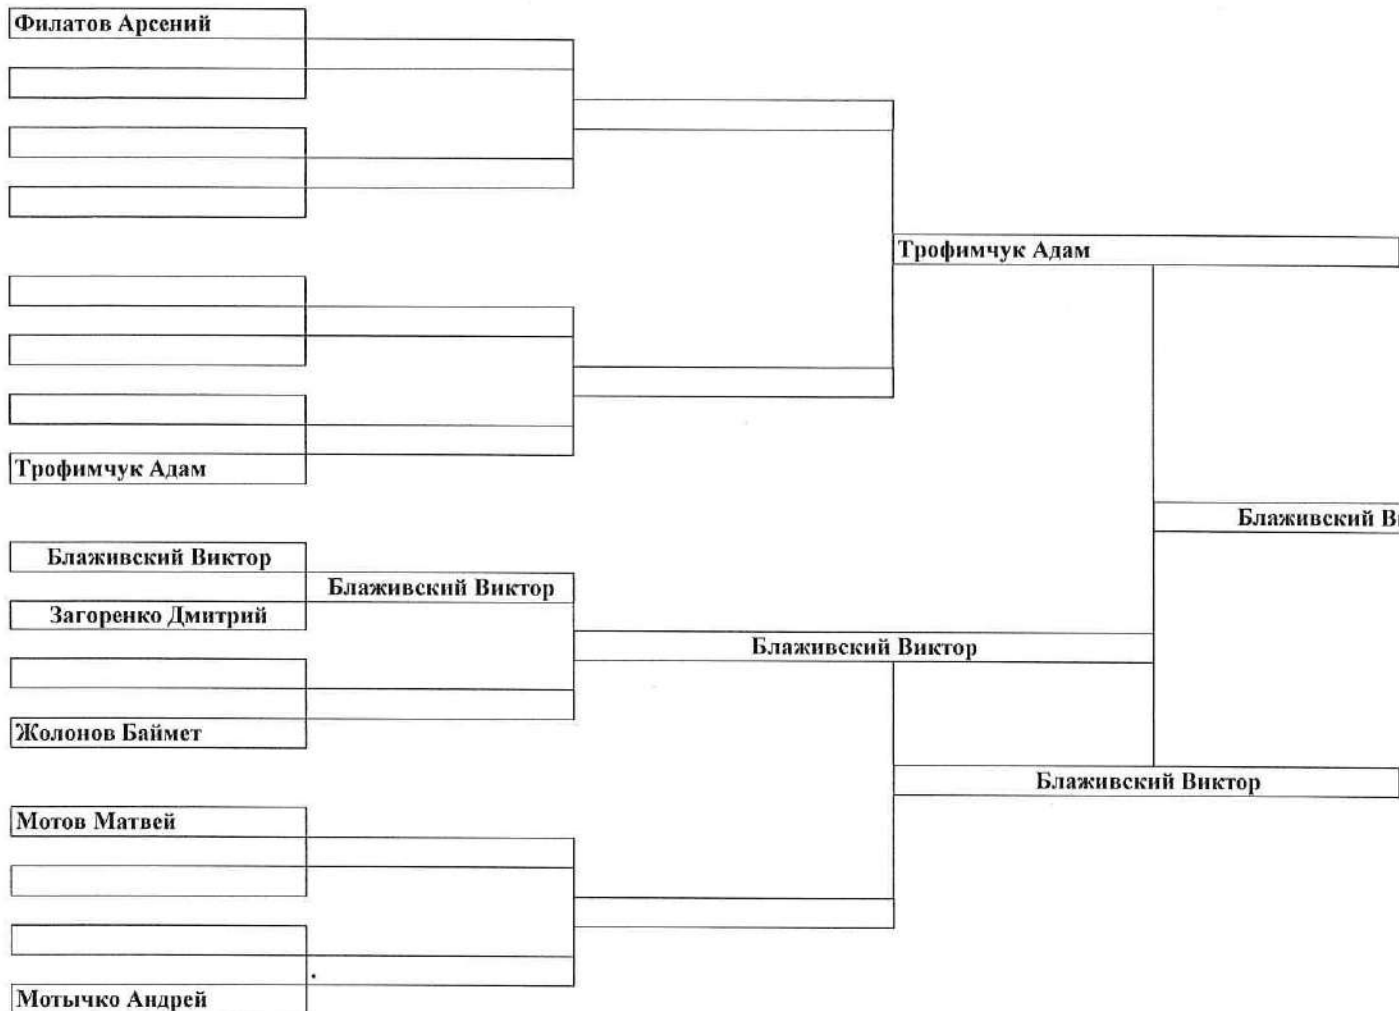 Филатов Арсений
Трофимчук Адам
Трофимчук Адам
Блаживский В
Блаживский Виктор
Блаживский Виктор
Загоренко Дмитрий
Блаживский Виктор
Жолонов Баймет
Блаживский Виктор
Мотов Матвей
Мотычко Андрей